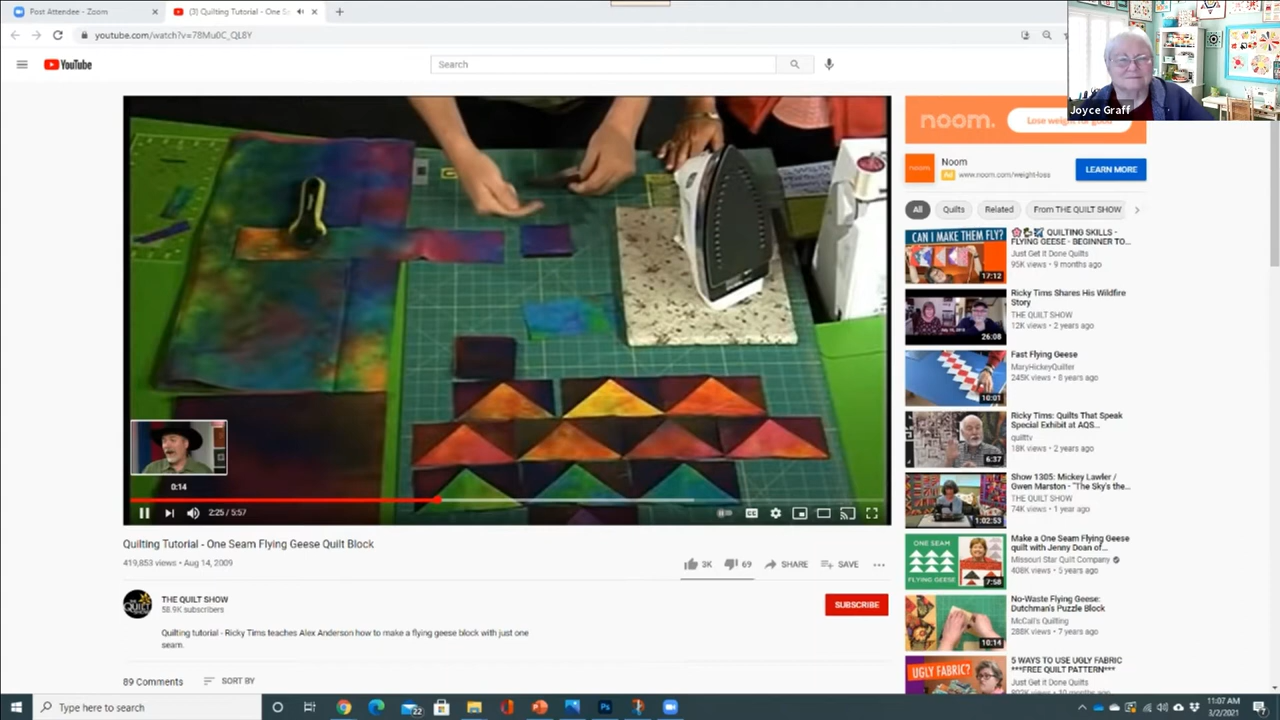 Post Attendee - Zoom
(3) Quilting Tutorial - One Se
youtube.com/watch?v=78Mu0C_QL8Y
YouTube
Search
Joyce Graff
noom.
Lose weight for good
Noom
Ad www.noom.com/weight-loss
LEARN MORE
All
Quilts
Related
From THE QUILT SHOW
CAN I MAKE THEM FLY?
17:12
QUILTING SKILLS -
FLYING GEESE - BEGINNER TO...
Just Get it Done Quilts
95K views • 9 months ago
26:08
Ricky Tims Shares His Wildfire
Story
THE QUILT SHOW
12K views • 2 years ago
10:01
Fast Flying Geese
MaryHickeyQuilter
245K views • 8 years ago
6:37
Ricky Tims: Quilts That Speak
Special Exhibit at AQS...
quilttv
18K views • 2 years ago
1:02:53
Show 1305: Mickey Lawler /
Gwen Marston - "The Sky's the...
THE QUILT SHOW
74K views • 1 year ago
ONE SEAM
FLYING GEESE
7:58
Make a One Seam Flying Geese
quilt with Jenny Doan of...
Missouri Star Quilt Company
408K views • 5 years ago
10:14
No-Waste Flying Geese:
Dutchman's Puzzle Block
McCall's Quilting
288K views • 7 years ago
UGLY FABRIC?
5 WAYS TO USE UGLY FABRIC
***FREE QUILT PATTERN***
Just Get it Done Quilts
0:14
2:25 / 5:57
CC
Quilting Tutorial - One Seam Flying Geese Quilt Block
419,853 views • Aug 14, 2009
3K
69
SHARE
SAVE
THE QUILT SHOW
58.9K subscribers
SUBSCRIBE
Quilting tutorial - Ricky Tims teaches Alex Anderson how to make a flying geese block with just one
seam.
89 Comments
SORT BY
Type here to search
22
Ps
11:07 AM
3/2/2021
7